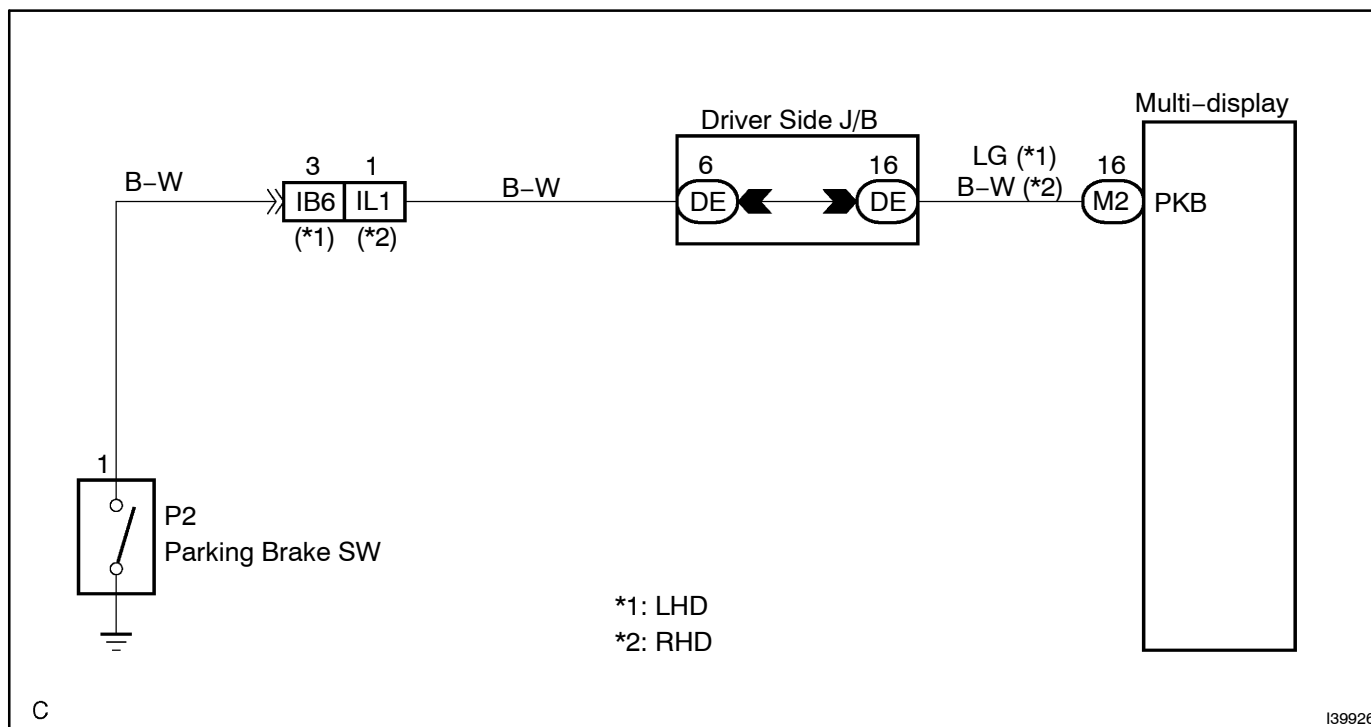 Multi−display
Driver Side J/B
3 1
6 16
LG (*1)
16
B−W
IB6 IL1
B−W
DE DE
B−W (*2)
M2 PKB
(*1) (*2)
1
P2
Parking Brake SW
*1: LHD
*2: RHD
C
I39926